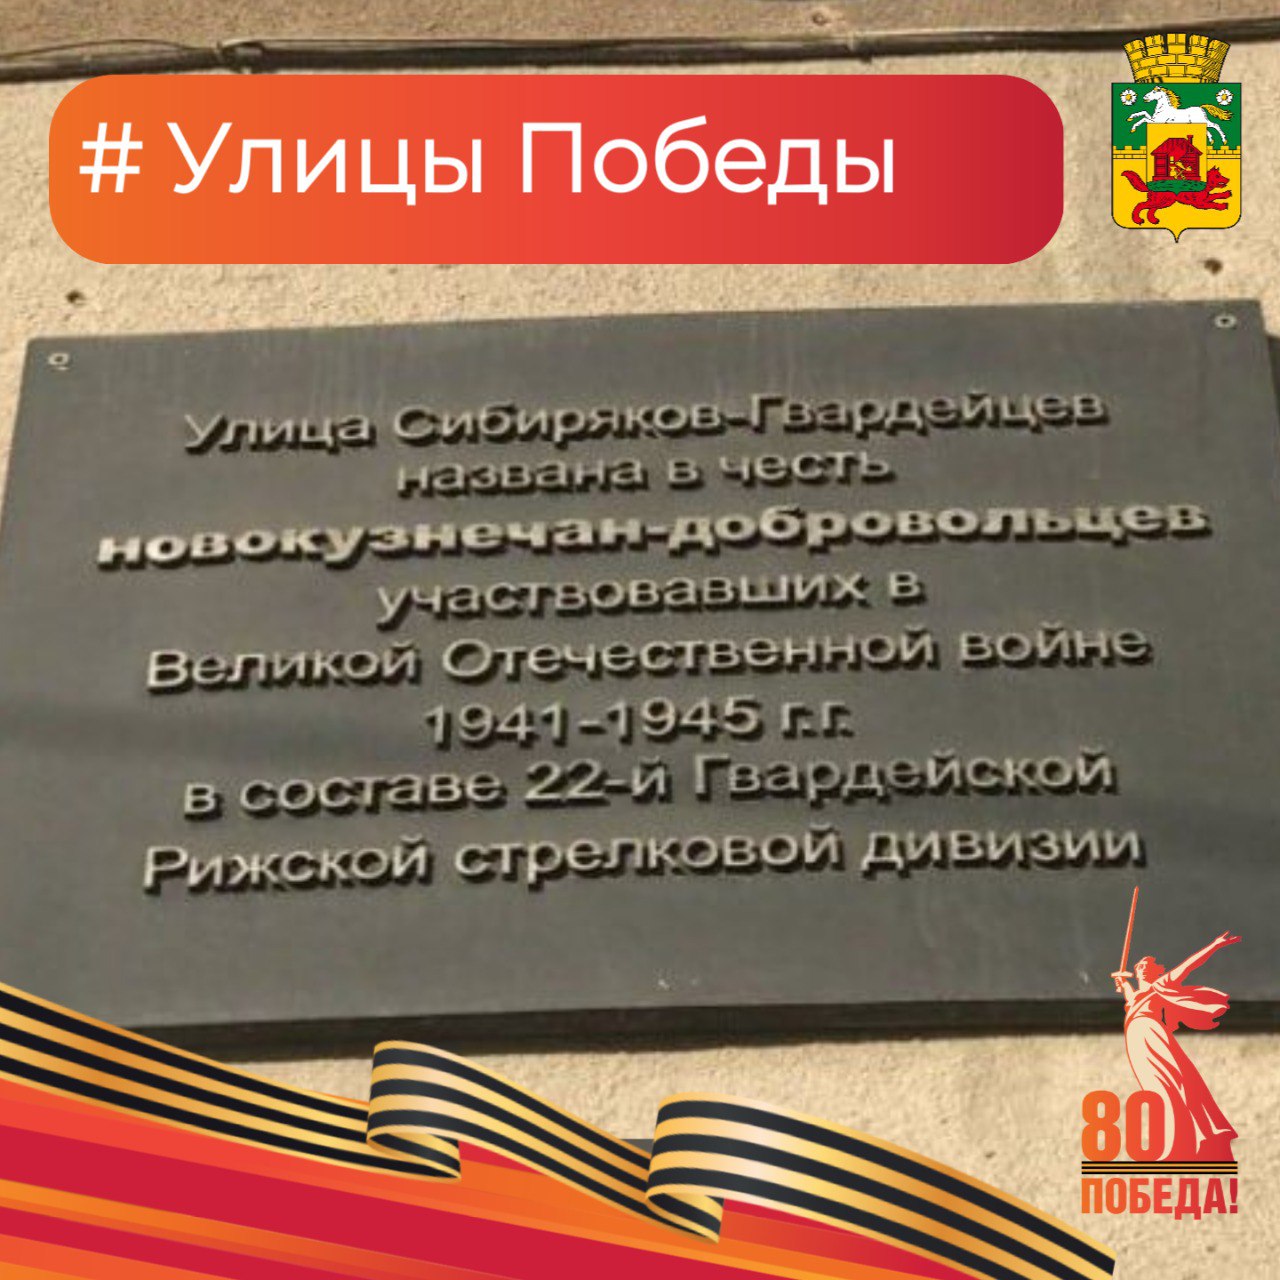 # Улицы Победы
Улица Сибиряков-Гвардейцев
названа в честь
новокузнечан-добровольцев
участвовавших в
Великой Отечественной войне
1941-1945 г.г.
в составе 22-й Гвардейской
Рижской стрелковой дивизии
80
ПОБЕДА!